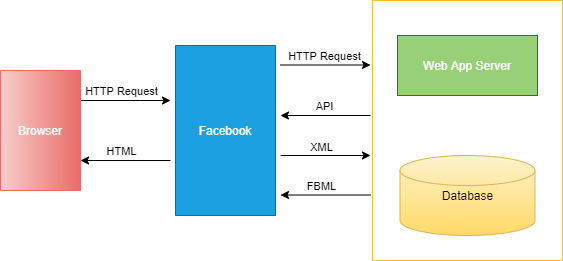 HTTP Request
Web App Server
HTTP Request
API
Browser
Facebook
HTML
XML
FBML
Database